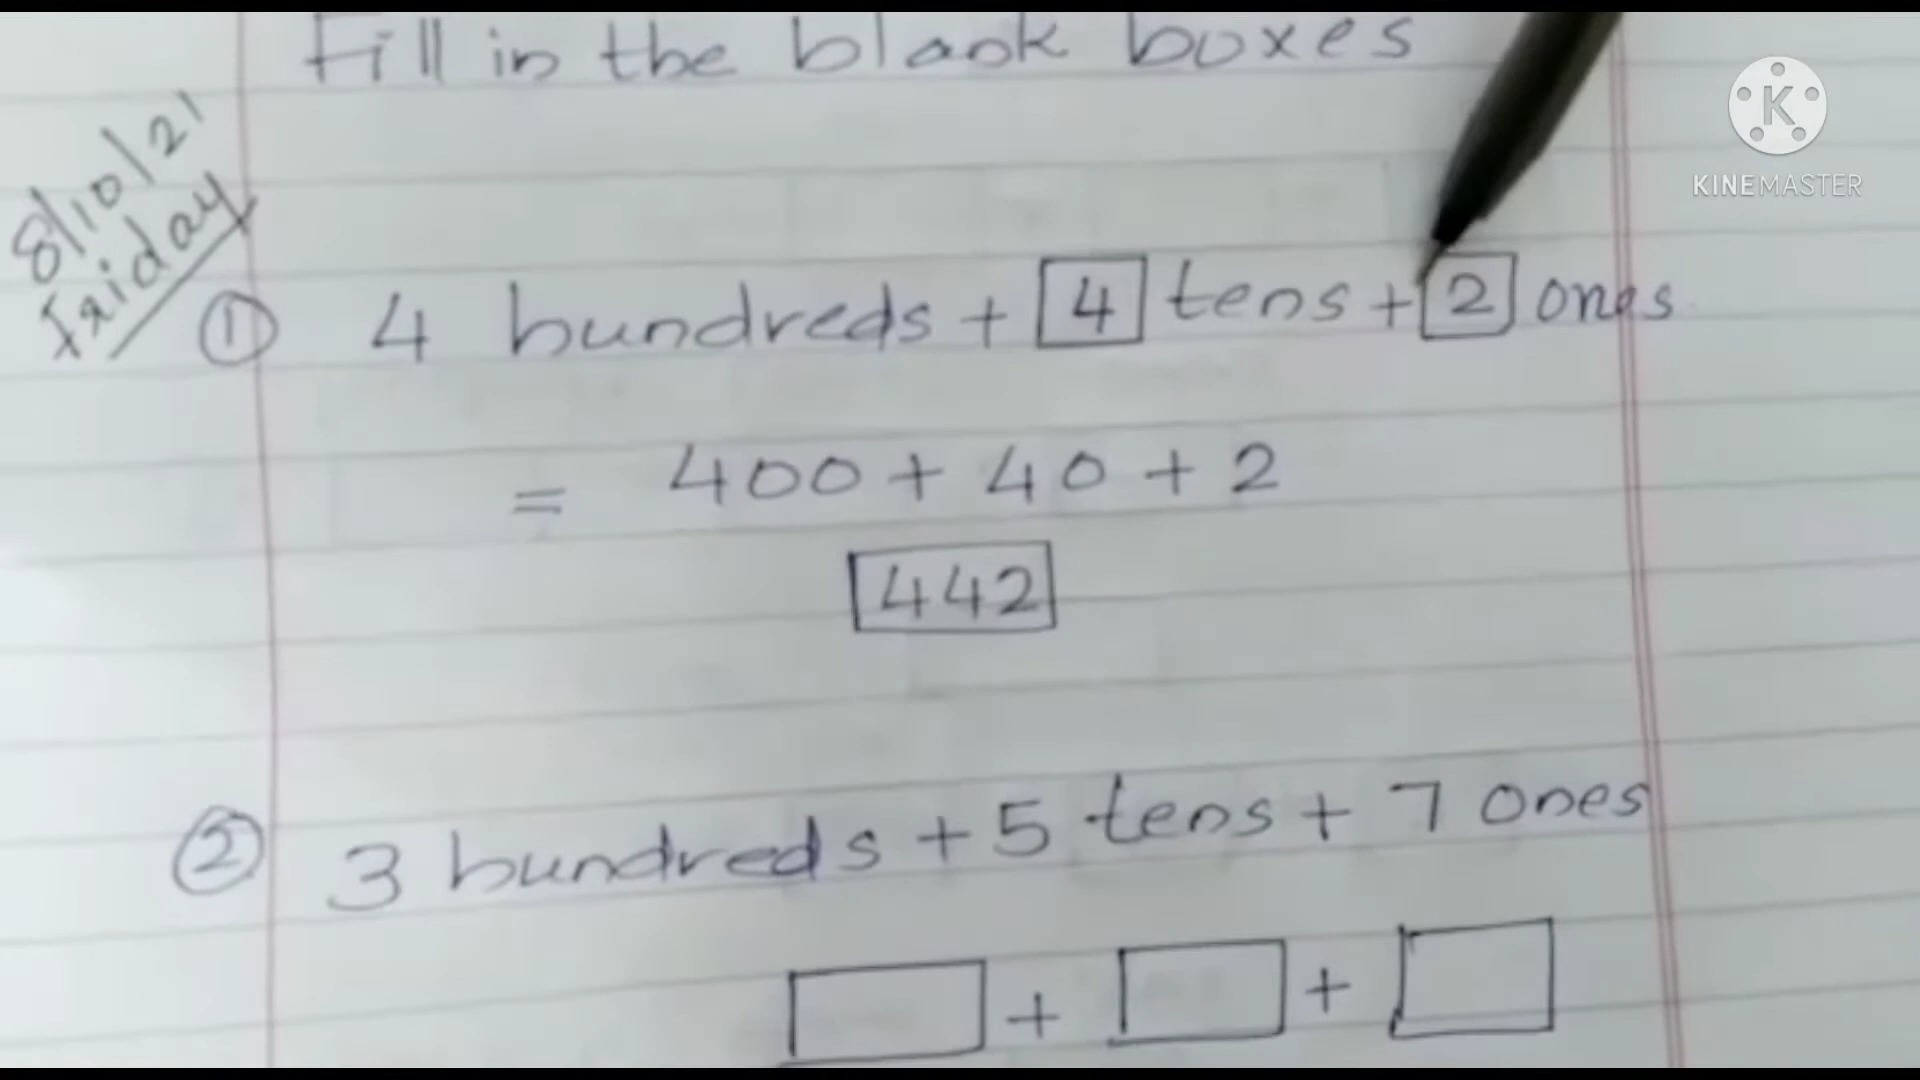 Fill in the blank boxes
8/10/21
Friday
① 4 hundreds + 4 tens + 2 ones
= 400 + 40 + 2
442
② 3 hundreds + 5 tens + 7 ones
+ +
K
KINEMASTER